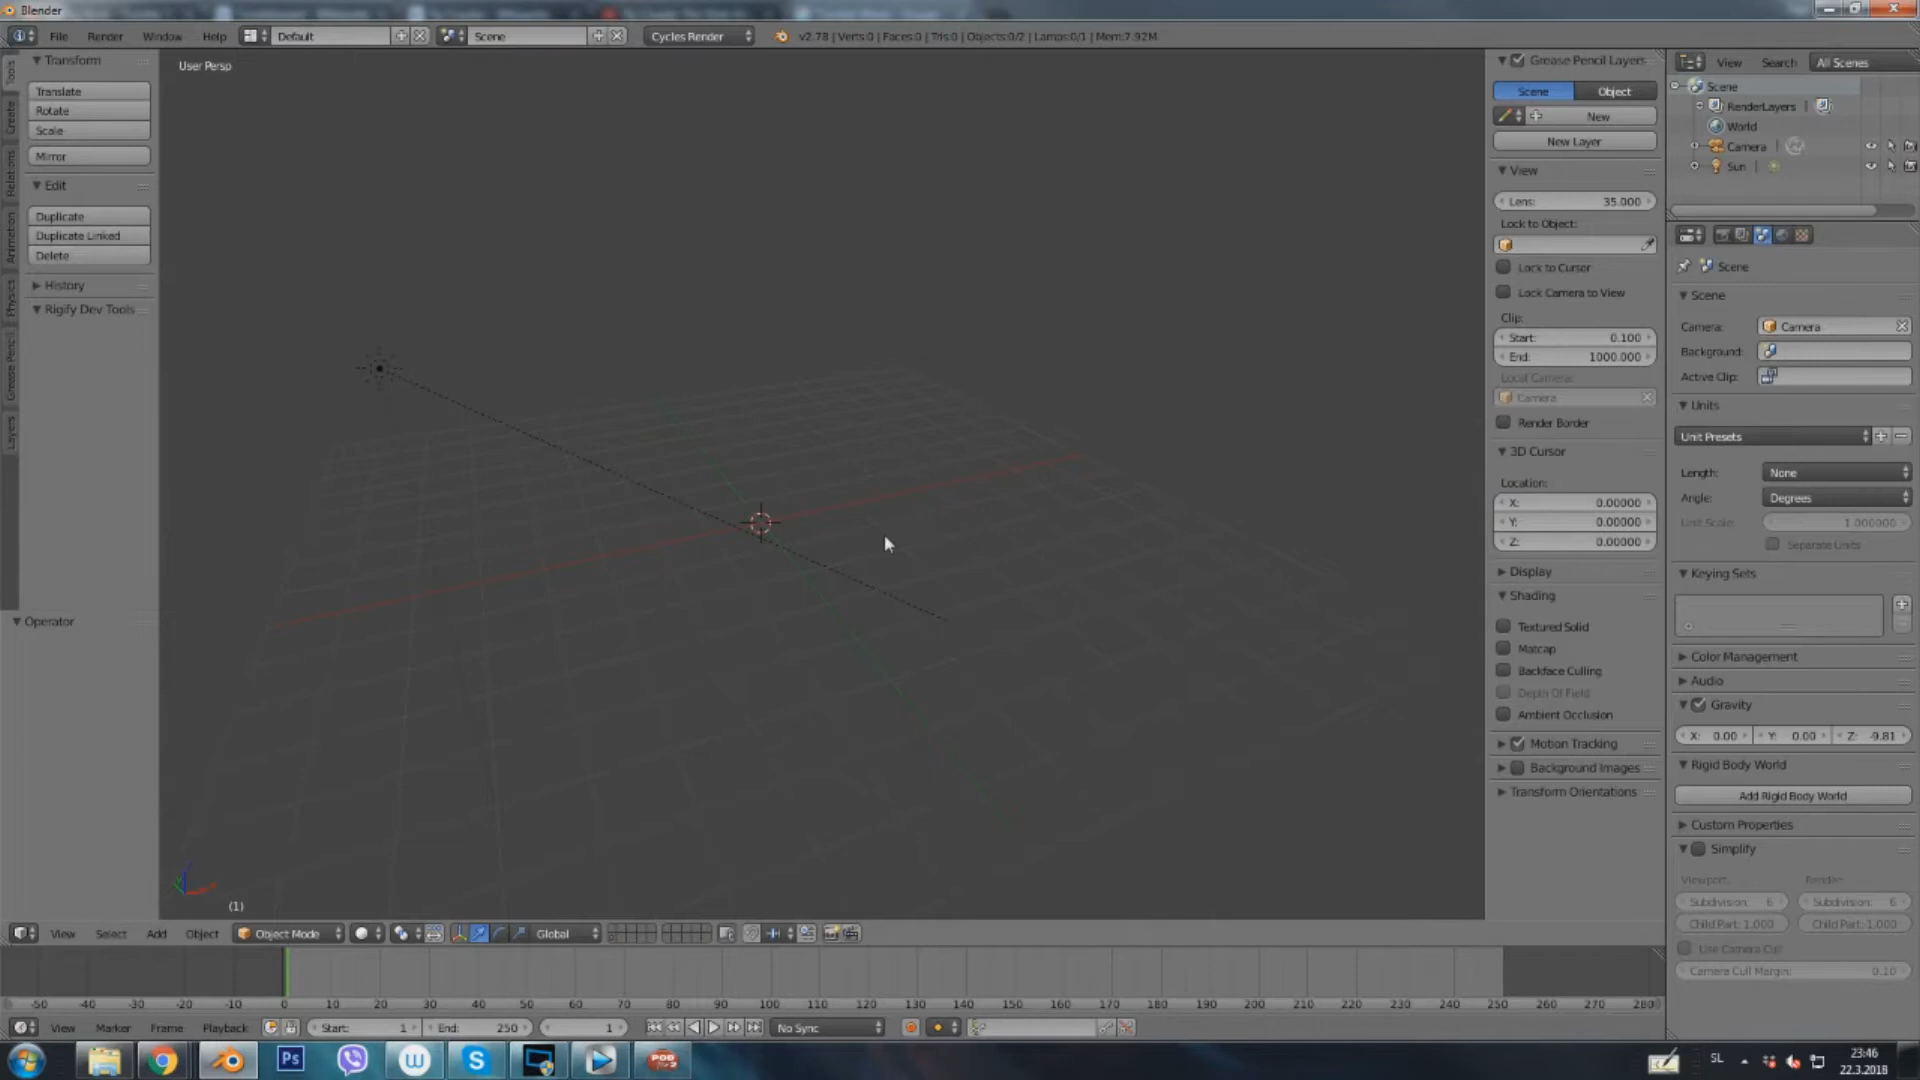 Blender
File Render Window Help Default Scene Cycles Render v2.78 | Verts:0 | Faces:0 | Tris:0 | Objects:0/2 | Lamps:0/1 | Mem:7.92M
Tools
Create
Relations
Animation
Physics
Grease Pencil
Layers
Transform
Translate
Rotate
Scale
Mirror
Edit
Duplicate
Duplicate Linked
Delete
History
Rigify Dev Tools
Operator
User Persp
(1)
Grease Pencil Layers
Scene Object
New
New Layer
View
Lens: 35.000
Lock to Object:
Lock to Cursor
Lock Camera to View
Clip:
Start: 0.100
End: 1000.000
Local Camera:
Camera
Render Border
3D Cursor
Location:
X: 0.00000
Y: 0.00000
Z: 0.00000
Display
Shading
Textured Solid
Matcap
Backface Culling
Depth Of Field
Ambient Occlusion
Motion Tracking
Background Images
Transform Orientations
View Search All Scenes
Scene
RenderLayers
World
Camera
Sun
Scene
Scene
Camera: Camera
Background:
Active Clip:
Units
Unit Presets
Length: None
Angle: Degrees
Unit Scale: 1.000000
Separate Units
Keying Sets
Color Management
Audio
Gravity
X: 0.00 Y: 0.00 Z: -9.81
Rigid Body World
Add Rigid Body World
Custom Properties
Simplify
Viewport: Render:
Subdivision: 6 Subdivision: 6
Child Part: 1.000 Child Part: 1.000
Use Camera Cull
Camera Cull Margin: 0.10
View Select Add Object Object Mode Global
-50 -40 -30 -20 -10 0 10 20 30 40 50 60 70 80 90 100 110 120 130 140 150 160 170 180 190 200 210 220 230 240 250 260 270 280
View Marker Frame Playback Start: 1 End: 250 1 No Sync
Ps W S POD SL 23:46
22.3.2018